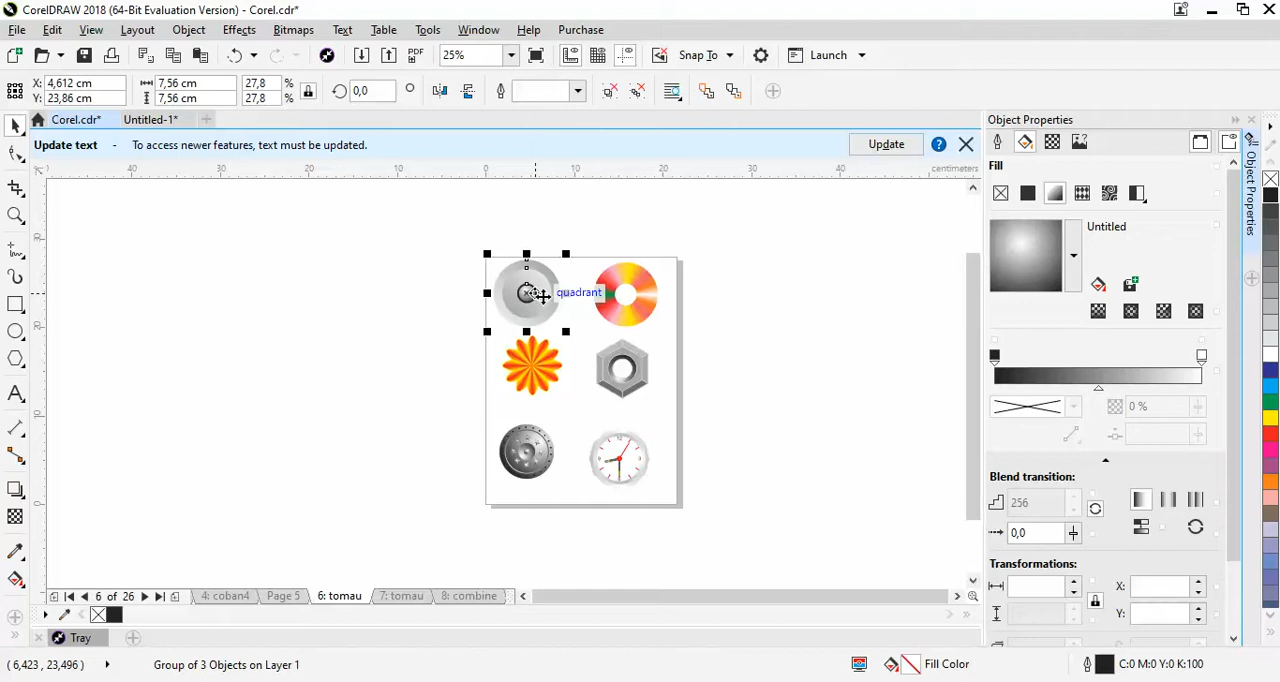 CorelDRAW 2018 (64-Bit Evaluation Version) - Corel.cdr*
File Edit View Layout Object Effects Bitmaps Text Table Tools Window Help Purchase
PDF 25% Snap To Launch
X: 4,612 cm 7,56 cm 27,8 % 0,0 °
Y: 23,86 cm 7,56 cm 27,8 %
Corel.cdr* Untitled-1* Object Properties
Update text - To access newer features, text must be updated. Update
40 30 20 10 0 10 20 30 40 centimeters
Fill
Object Properties
Untitled
quadrant
0 %
Blend transition:
256
0,0
Transformations:
X:
Y:
6 of 26 4: coban4 Page 5 6: tomau 7: tomau 8: combine
Tray
( 6,423 , 23,496 ) Group of 3 Objects on Layer 1 Fill Color C:0 M:0 Y:0 K:100